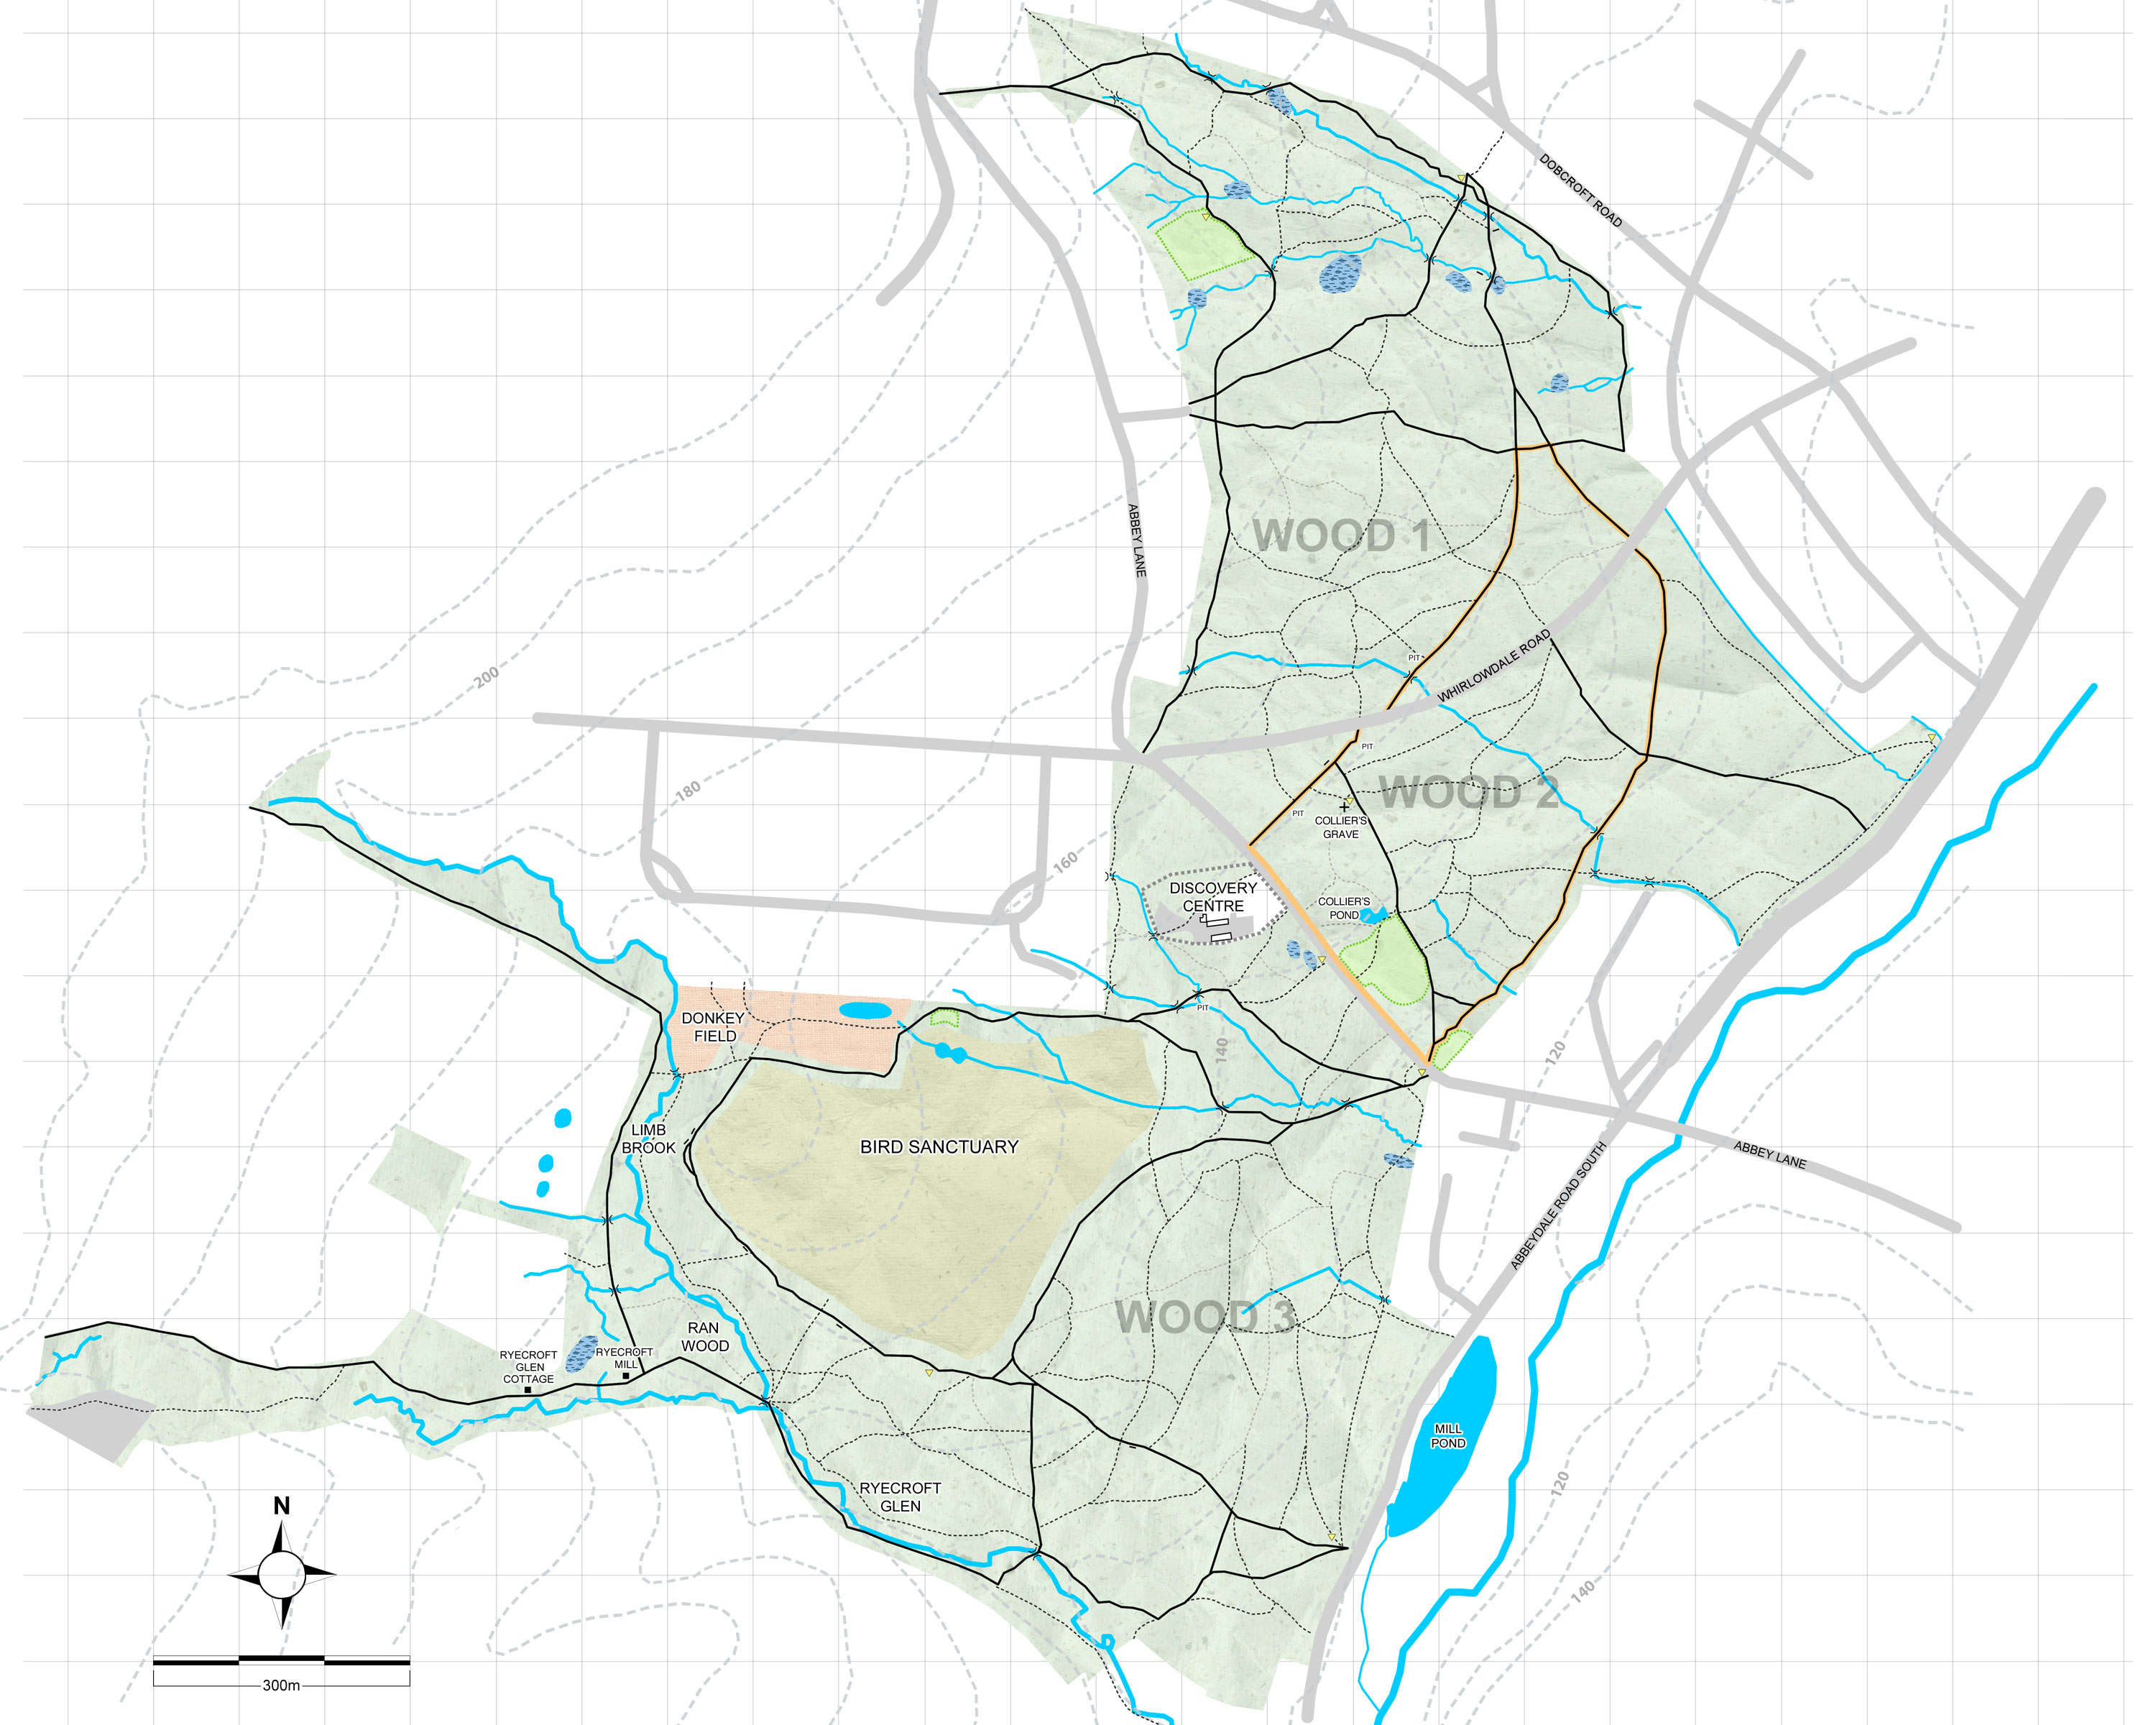 DOBCROFT ROAD
ABBEY LANE
WOOD 1
WHIRLOWDALE ROAD
PIT
PIT
200
180
WOOD 2
PIT
COLLIER'S
GRAVE
160
DISCOVERY
CENTRE
COLLIER'S
POND
PIT
DONKEY
FIELD
140
120
LIMB
BROOK
BIRD SANCTUARY
ABBEY LANE
ABBEYDALE ROAD SOUTH
WOOD 3
RAN
WOOD
RYECROFT
GLEN
COTTAGE
RYECROFT
MILL
MILL
POND
RYECROFT
GLEN
120
140
N
300m